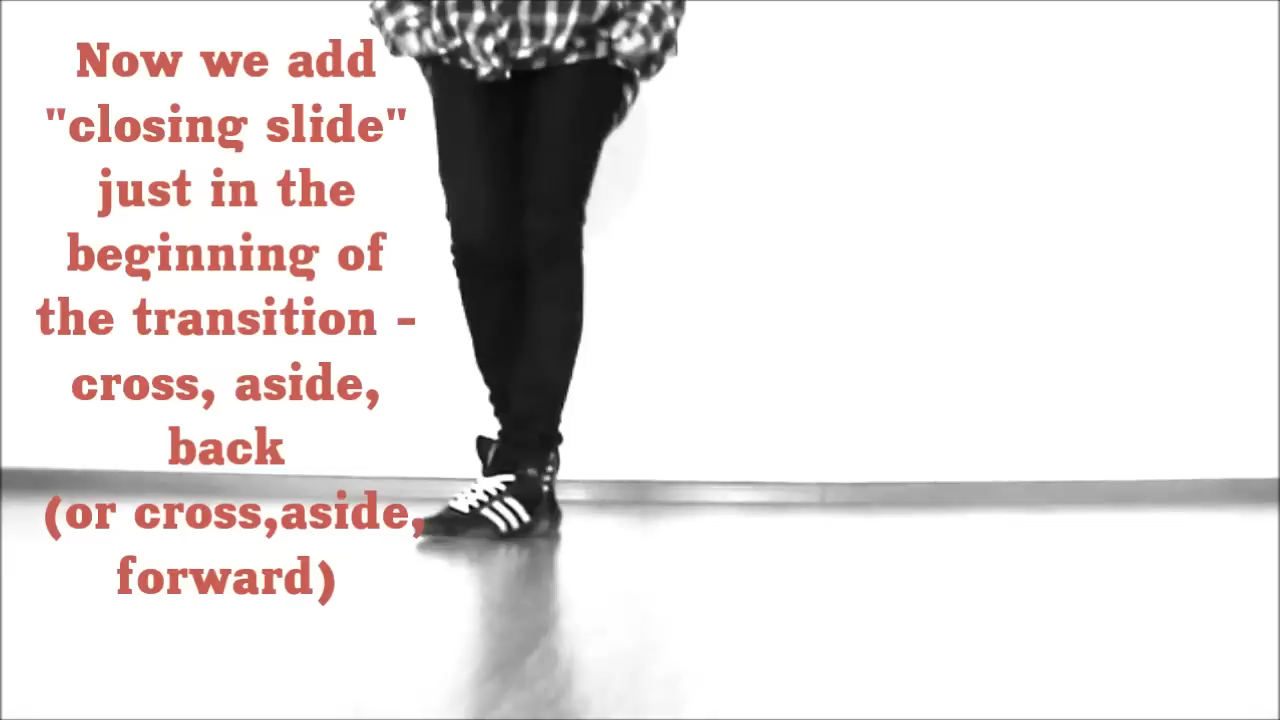 Now we add
"closing slide"
just in the
beginning of
the transition -
cross, aside,
back
(or cross,aside,
forward)